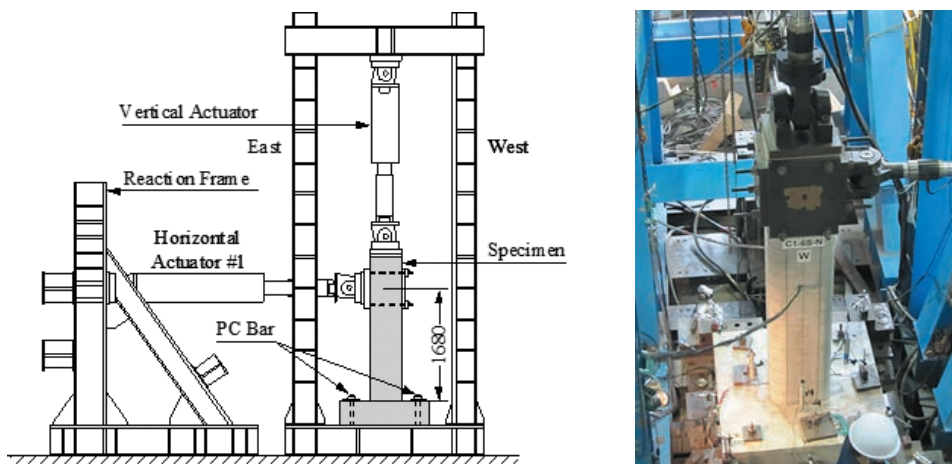 Vertical Actuator
East
West
Reaction Frame
Horizontal
Actuator #1
Specimen
PC Bar
1680
C1-6S-N
W